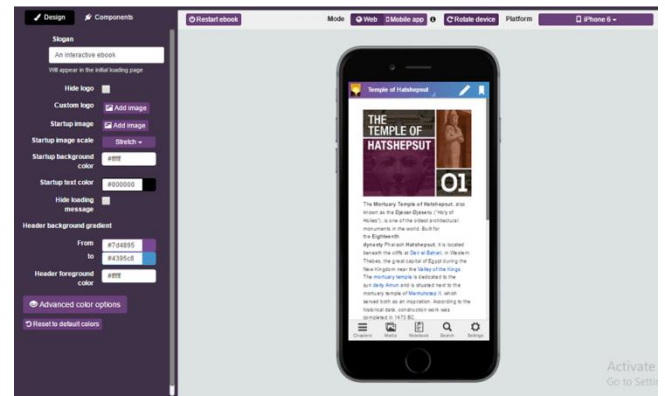 Design
Components
Restart ebook
Mode
Web
Mobile app
Rotate device
Platform
iPhone 6
Slogan
An interactive ebook
Will appear in the initial loading page
Hide logo
Custom logo
Add image
Startup image
Add image
Startup image scale
Stretch
Startup background
color
#ffffff
Startup text color
#000000
Hide loading
message
Header background gradient
From
#7d4895
to
#4395c8
Header foreground
color
#ffffff
Advanced color options
Reset to default colors
Temple of Hatshepsut
THE
TEMPLE OF
HATSHEPSUT
01
The Mortuary Temple of Hatshepsut, also
known as the Djeser-Djeseru ("Holy of
Holies"), is one of the oldest architectural
monuments in the world. Built for
the Eighteenth
dynasty Pharaoh Hatshepsut, it is located
beneath the cliffs at Deir el-Bahari, in Western
Thebes, the great capital of Egypt during the
New Kingdom near the Valley of the Kings.
The mortuary temple is dedicated to the
sun deity Amun and is situated next to the
mortuary temple of Mentuhotep II, which
served both as an inspiration. According to the
historical data, construction work was
completed in 1473 BC.
Chapters
Media
Notebook
Search
Settings
Activate
Go to Settin